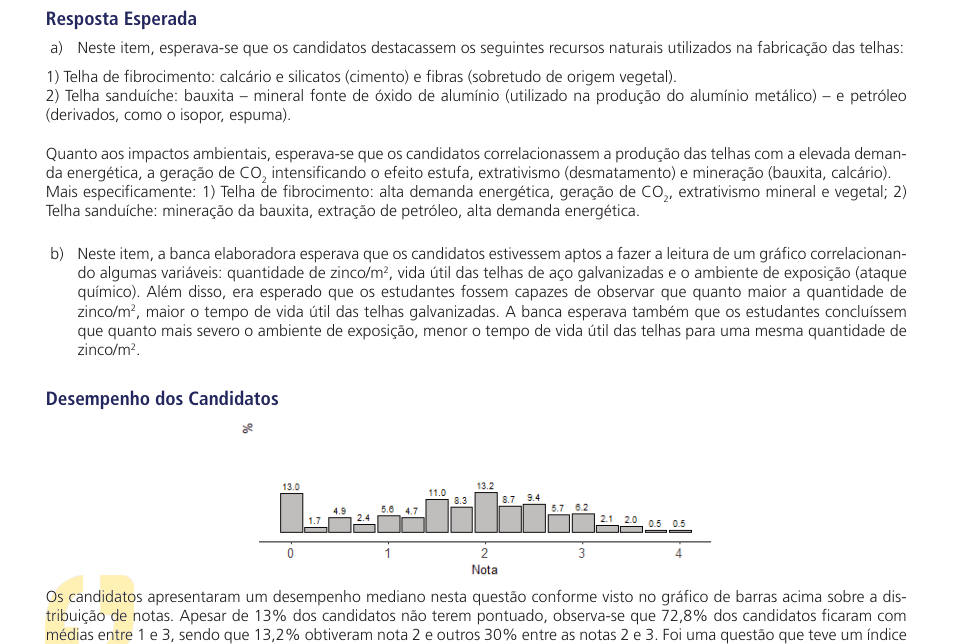 Resposta Esperada
a) Neste item, esperava-se que os candidatos destacassem os seguintes recursos naturais utilizados na fabricação das telhas:
1) Telha de fibrocimento: calcário e silicatos (cimento) e fibras (sobretudo de origem vegetal).
2) Telha sanduíche: bauxita – mineral fonte de óxido de alumínio (utilizado na produção do alumínio metálico) – e petróleo
(derivados, como o isopor, espuma).
Quanto aos impactos ambientais, esperava-se que os candidatos correlacionassem a produção das telhas com a elevada deman-
da energética, a geração de CO₂ intensificando o efeito estufa, extrativismo (desmatamento) e mineração (bauxita, calcário).
Mais especificamente: 1) Telha de fibrocimento: alta demanda energética, geração de CO₂, extrativismo mineral e vegetal; 2)
Telha sanduíche: mineração da bauxita, extração de petróleo, alta demanda energética.
b) Neste item, a banca elaboradora esperava que os candidatos estivessem aptos a fazer a leitura de um gráfico correlacionan-
do algumas variáveis: quantidade de zinco/m², vida útil das telhas de aço galvanizadas e o ambiente de exposição (ataque
químico). Além disso, era esperado que os estudantes fossem capazes de observar que quanto maior a quantidade de
zinco/m², maior o tempo de vida útil das telhas galvanizadas. A banca esperava também que os estudantes concluíssem
que quanto mais severo o ambiente de exposição, menor o tempo de vida útil das telhas para uma mesma quantidade de
zinco/m².
Desempenho dos Candidatos
%
13.0 1.7 4.9 2.4 5.6 4.7 11.0 8.3 13.2 8.7 9.4 5.7 6.2 2.1 2.0 0.5 0.5
0 1 2 3 4
Nota
Os candidatos apresentaram um desempenho mediano nesta questão conforme visto no gráfico de barras acima sobre a dis-
tribuição de notas. Apesar de 13% dos candidatos não terem pontuado, observa-se que 72,8% dos candidatos ficaram com
médias entre 1 e 3, sendo que 13,2% obtiveram nota 2 e outros 30% entre as notas 2 e 3. Foi uma questão que teve um índice